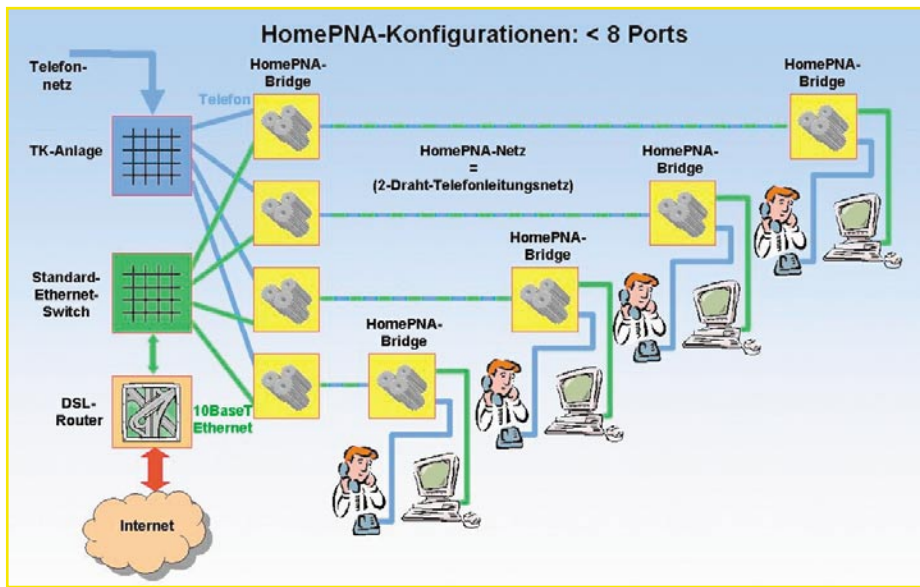 HomePNA-Konfigurationen: < 8 Ports
Telefon-
netz
HomePNA-
Bridge
HomePNA-
Bridge
Telefon
TK-Anlage
HomePNA-Netz
=
(2-Draht-Telefonleitungsnetz)
HomePNA-
Bridge
HomePNA-
Bridge
Standard-
Ethernet-
Switch
HomePNA-
Bridge
DSL-
Router
10BaseT
Ethernet
Internet